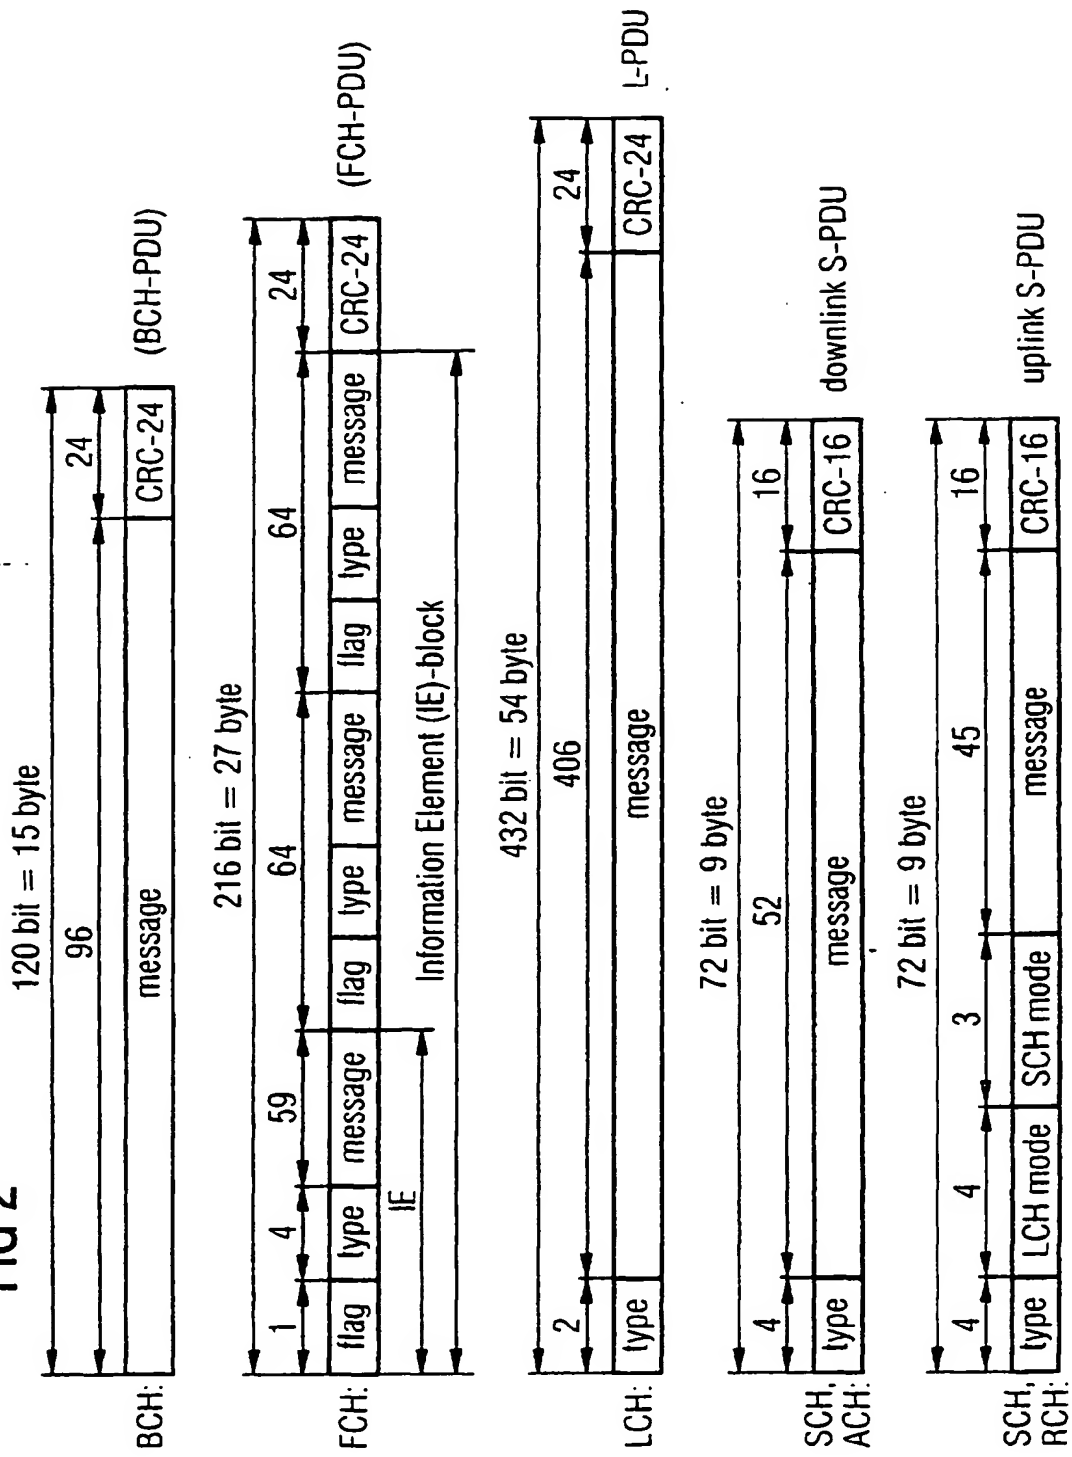 FIG 2
120 bit = 15 byte
96
24
BCH:
message
CRC-24
(BCH-PDU)
216 bit = 27 byte
1
4
59
64
64
24
FCH:
flag
type
message
flag
type
message
flag
type
message
CRC-24
(FCH-PDU)
IE
Information Element (IE)-block
432 bit = 54 byte
2
406
24
LCH:
type
message
CRC-24
L-PDU
72 bit = 9 byte
4
52
16
SCH,
ACH:
type
message
CRC-16
downlink S-PDU
72 bit = 9 byte
4
4
3
45
16
SCH,
RCH:
type
LCH mode
SCH mode
message
CRC-16
uplink S-PDU